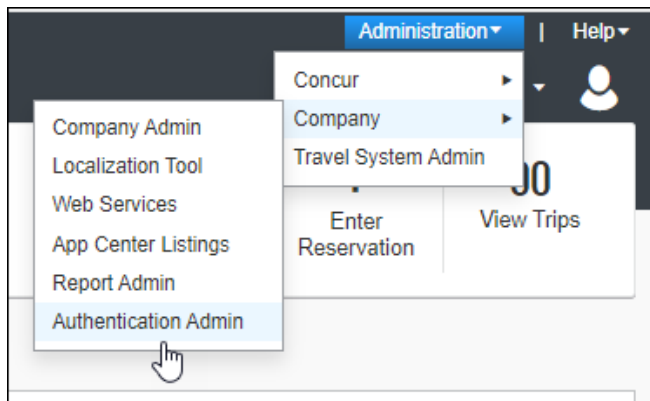 Administration | Help
Concur
Company
Travel System Admin
Company Admin
Localization Tool
Web Services
App Center Listings
Report Admin
Authentication Admin
Enter
Reservation
View Trips